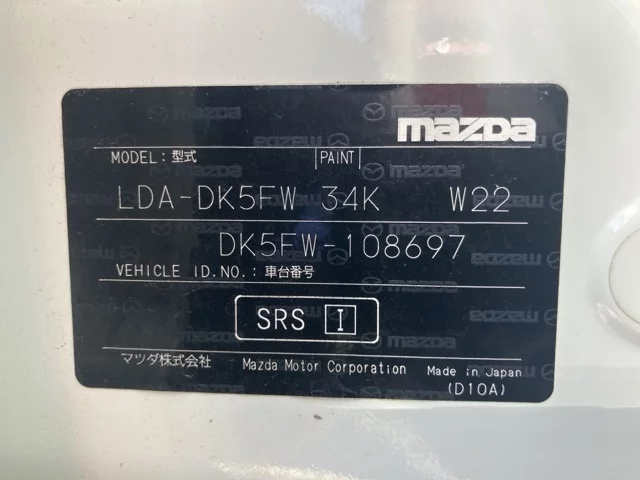 mazda
MODEL:型式 PAINT
LDA-DK5FW 34K W22
DK5FW-108697
VEHICLE ID.NO.:車台番号
SRS I
マツダ株式会社 Mazda Motor Corporation Made in Japan
(D10A)